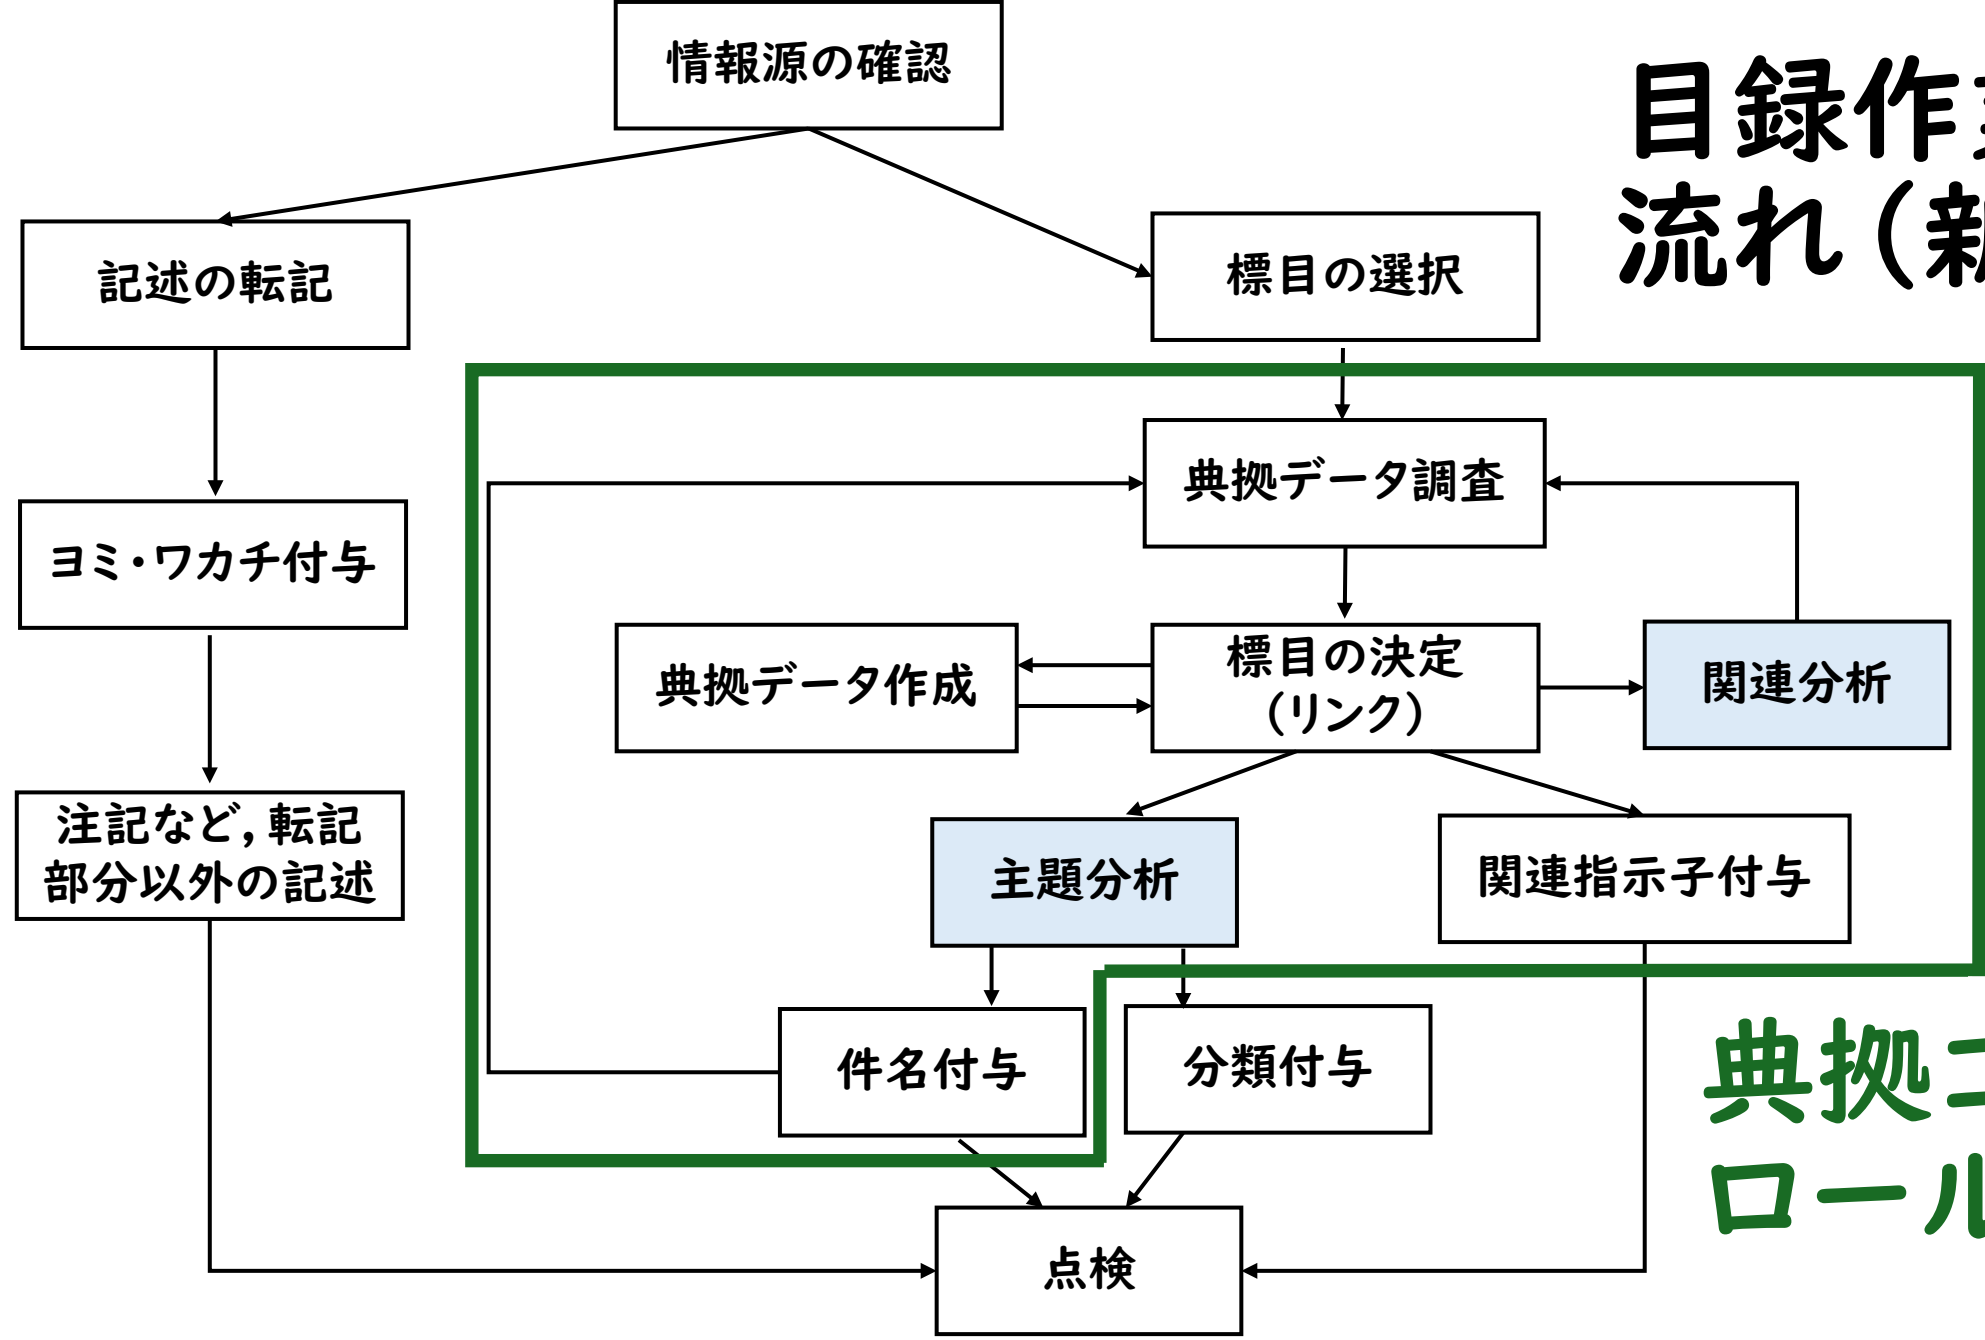 情報源の確認
目録作
流れ（新
記述の転記
標目の選択
典拠データ調査
ヨミ・ワカチ付与
典拠データ作成
標目の決定
（リンク）
関連分析
注記など，転記
部分以外の記述
主題分析
関連指示子付与
件名付与
分類付与
典拠コ
ロール
点検